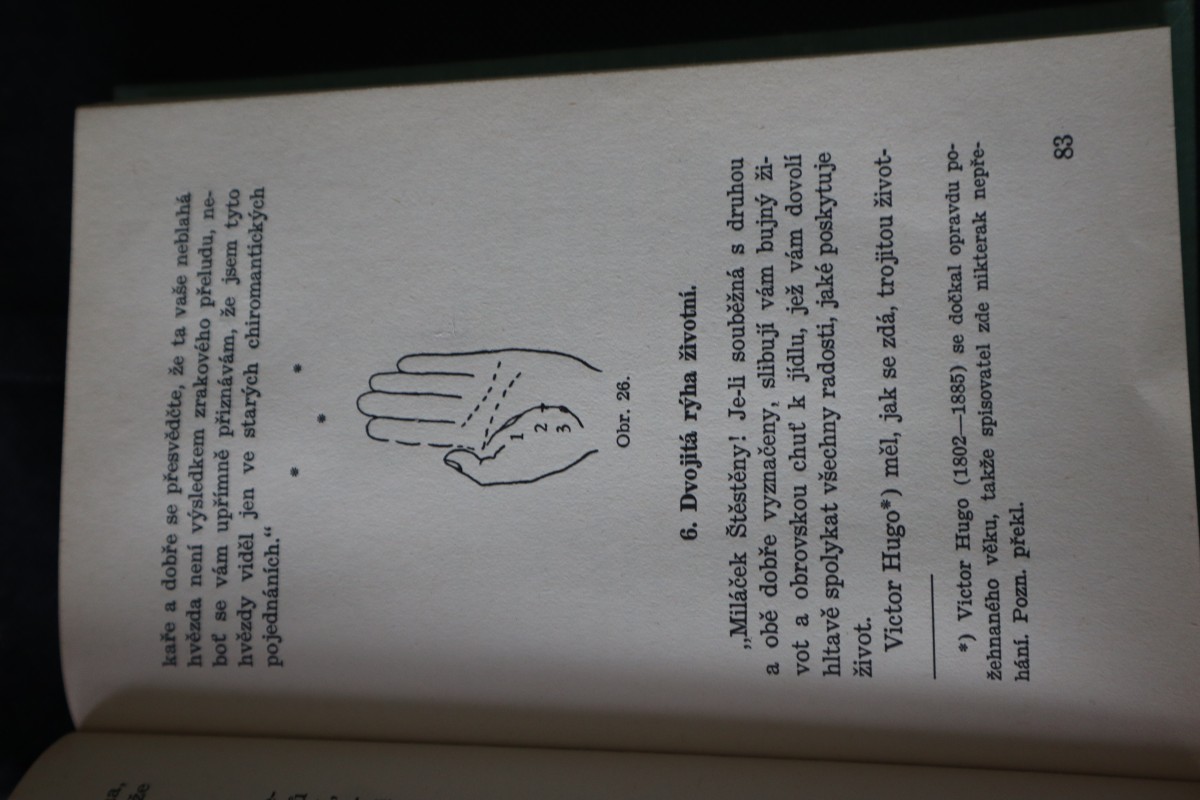 kaře a dobře se přesvědčte, že ta vaše neblahá
hvězda není výsledkem zrakového přeludu, ne-
boť se vám upřímně přiznávám, že jsem tyto
hvězdy viděl jen ve starých chiromantických
pojednáních.“
* * *
1
2
3
Obr. 26.
6. Dvojitá rýha životní.
„Miláček Štěstěny! Je-li souběžná s druhou
a obé dobře vyznačeny, slibují vám bujný ži-
vot a obrovskou chuť k jídlu, jež vám dovolí
hltavě spolykat všechny radosti, jaké poskytuje
život.
Victor Hugo*) měl, jak se zdá, trojitou život-
*) Victor Hugo (1802—1885) se dočkal opravdu po-
žehnaného věku, takže spisovatel zde nikterak nepře-
hání. Pozn. překl.
83